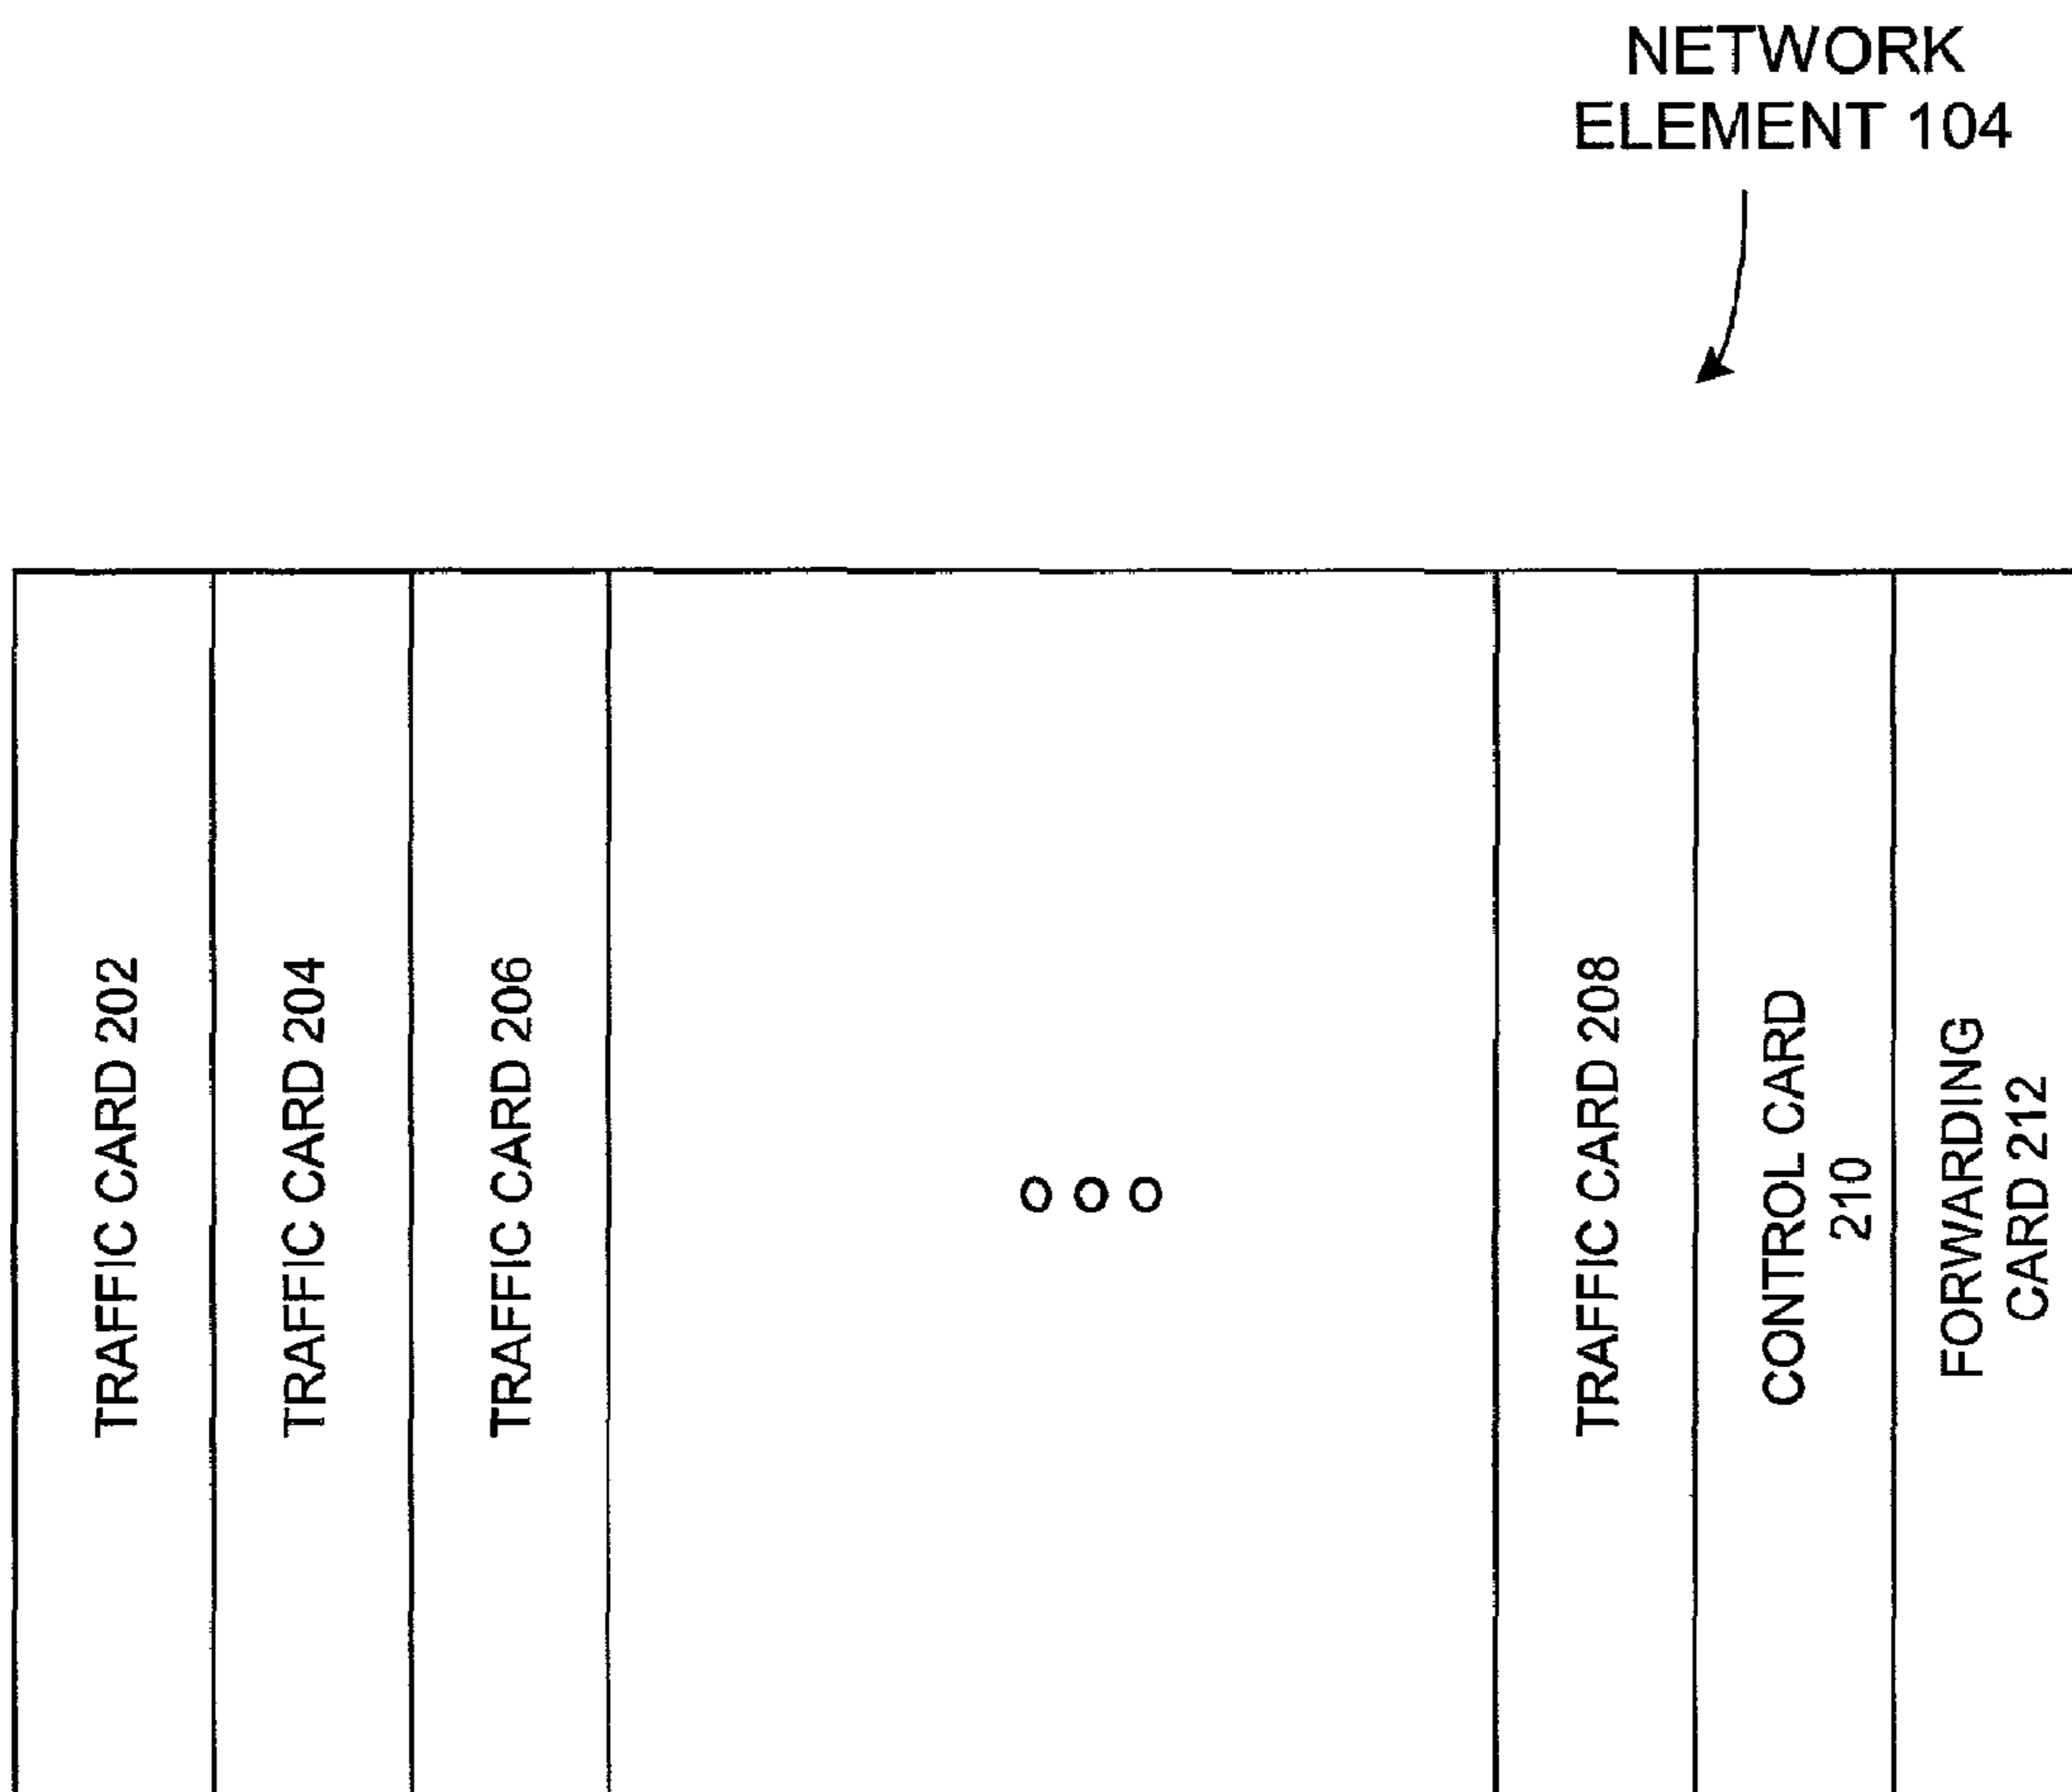 NETWORK
ELEMENT 104
TRAFFIC CARD 202
TRAFFIC CARD 204
TRAFFIC CARD 206
TRAFFIC CARD 208
CONTROL CARD
210
FORWARDING
CARD 212